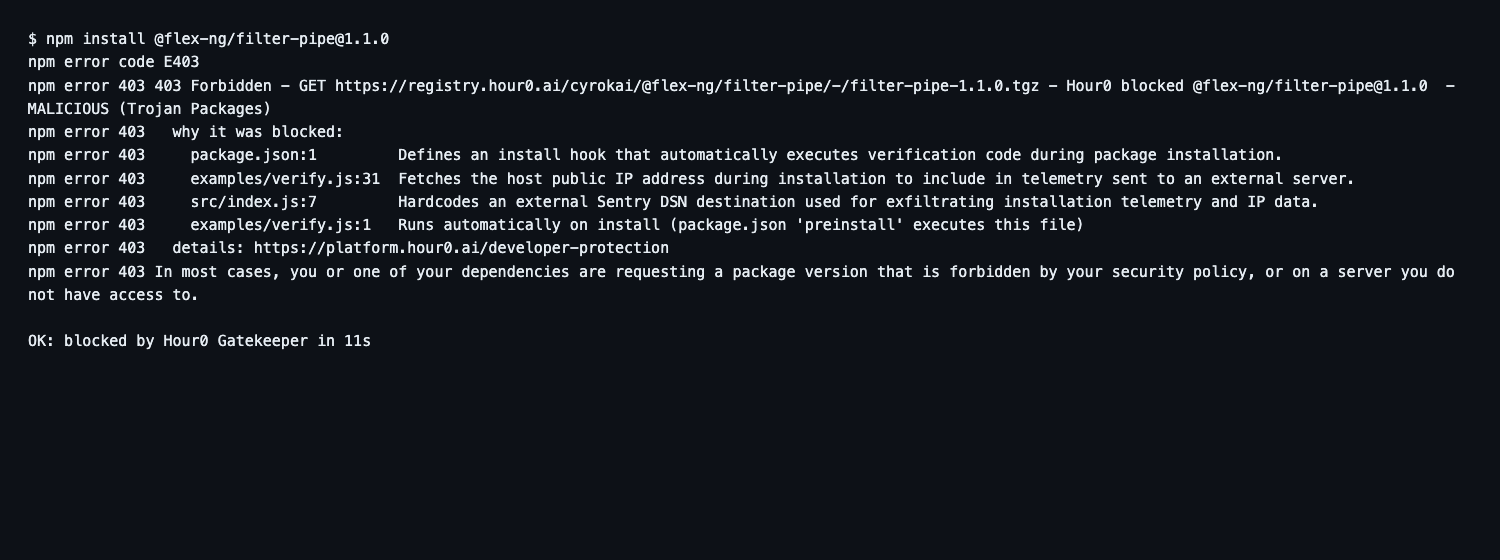 $ npm install @flex-ng/filter-pipe@1.1.0
npm error code E403
npm error 403 403 Forbidden - GET https://registry.hour0.ai/cyrokai/@flex-ng/filter-pipe/-/filter-pipe-1.1.0.tgz - Hour0 blocked @flex-ng/filter-pipe@1.1.0  -
MALICIOUS (Trojan Packages)
npm error 403   why it was blocked:
npm error 403     package.json:1         Defines an install hook that automatically executes verification code during package installation.
npm error 403     examples/verify.js:31  Fetches the host public IP address during installation to include in telemetry sent to an external server.
npm error 403     src/index.js:7         Hardcodes an external Sentry DSN destination used for exfiltrating installation telemetry and IP data.
npm error 403     examples/verify.js:1   Runs automatically on install (package.json 'preinstall' executes this file)
npm error 403   details: https://platform.hour0.ai/developer-protection
npm error 403 In most cases, you or one of your dependencies are requesting a package version that is forbidden by your security policy, or on a server you do
not have access to.
OK: blocked by Hour0 Gatekeeper in 11s